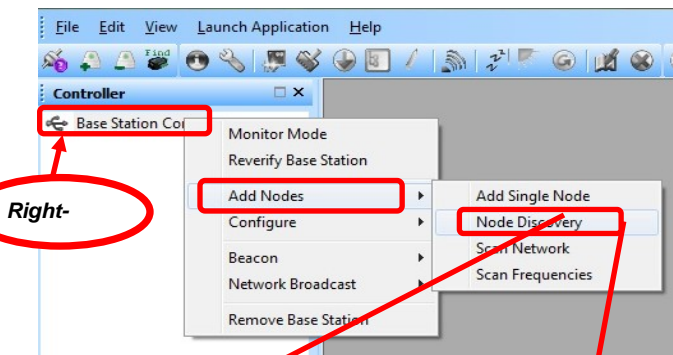 File Edit View Launch Application Help
Find
Controller
Base Station Co
Monitor Mode
Reverify Base Station
Add Nodes
Configure
Beacon
Network Broadcast
Remove Base Station
Add Single Node
Node Discovery
Scan Network
Scan Frequencies
Right-